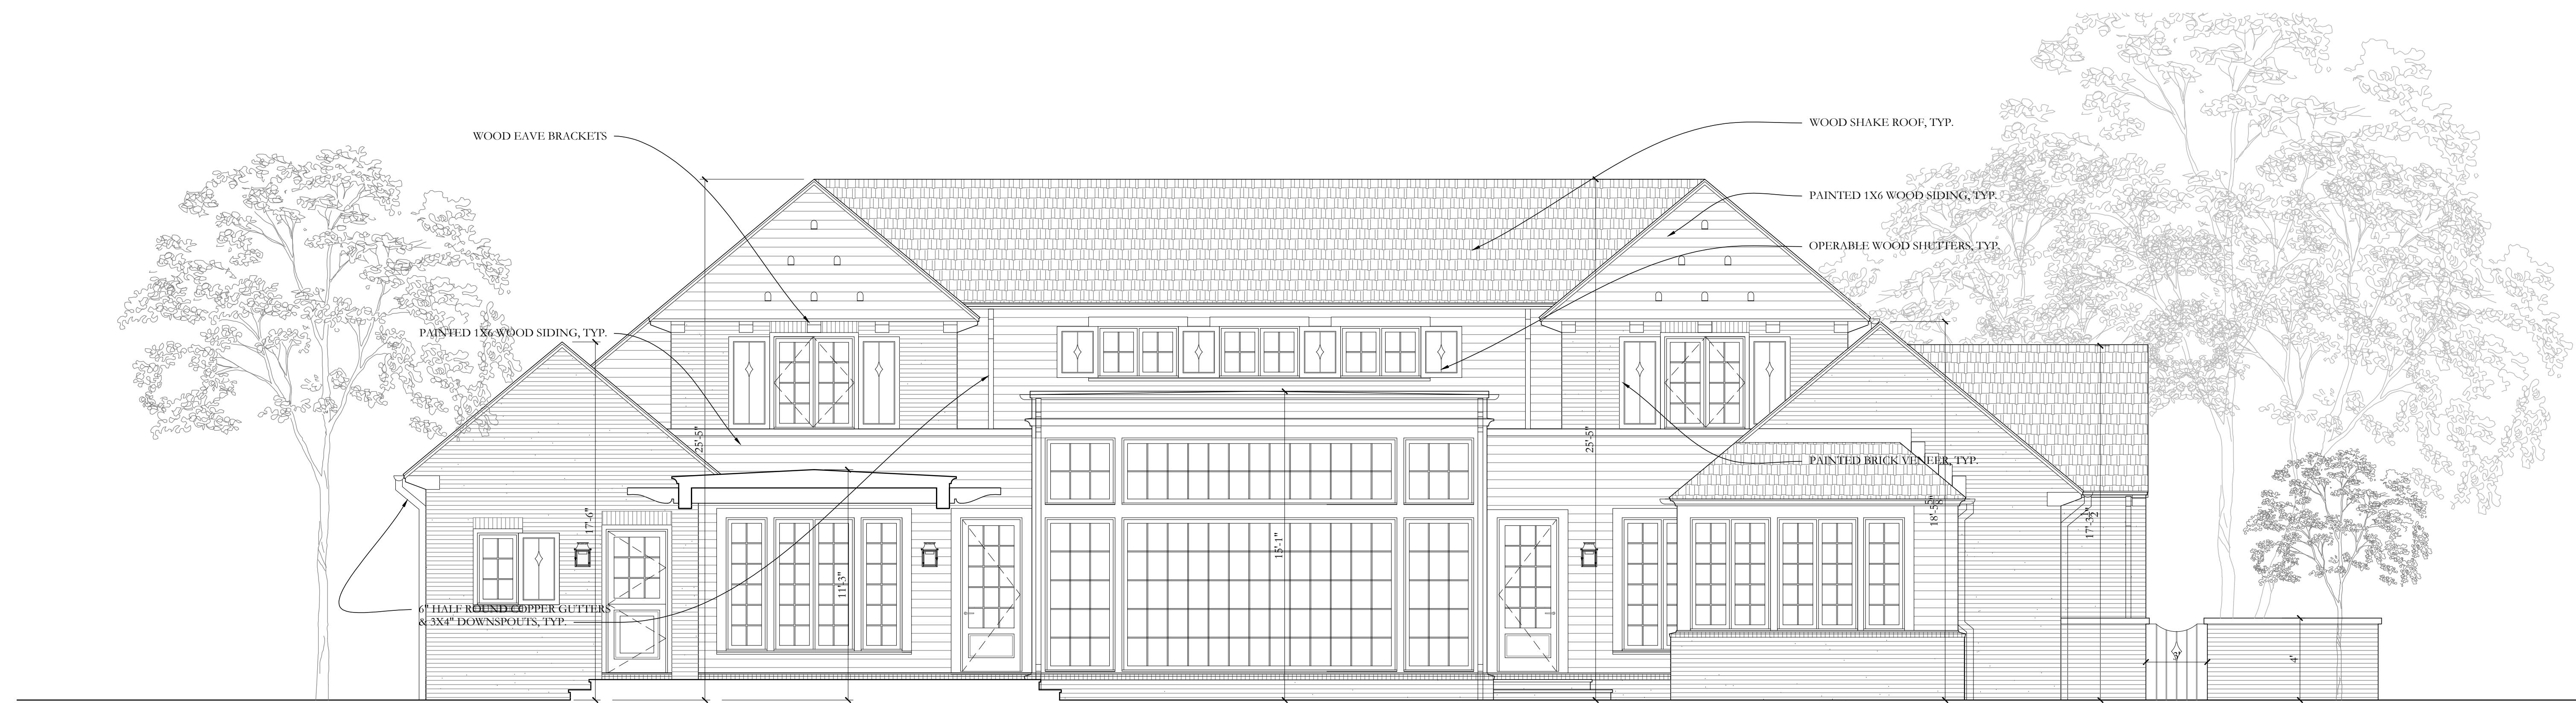 WOOD EAVE BRACKETS
WOOD SHAKE ROOF, TYP.
PAINTED 1X6 WOOD SIDING, TYP.
OPERABLE WOOD SHUTTERS, TYP.
PAINTED 1X6 WOOD SIDING, TYP.
25'-5"
25'-5"
PAINTED BRICK VENEER, TYP.
17'-6"
18'-5
17'-3
15'-1"
11'-3"
6" HALF ROUND COPPER GUTTERS
& 3X4" DOWNSPOUTS, TYP.
3'
4'